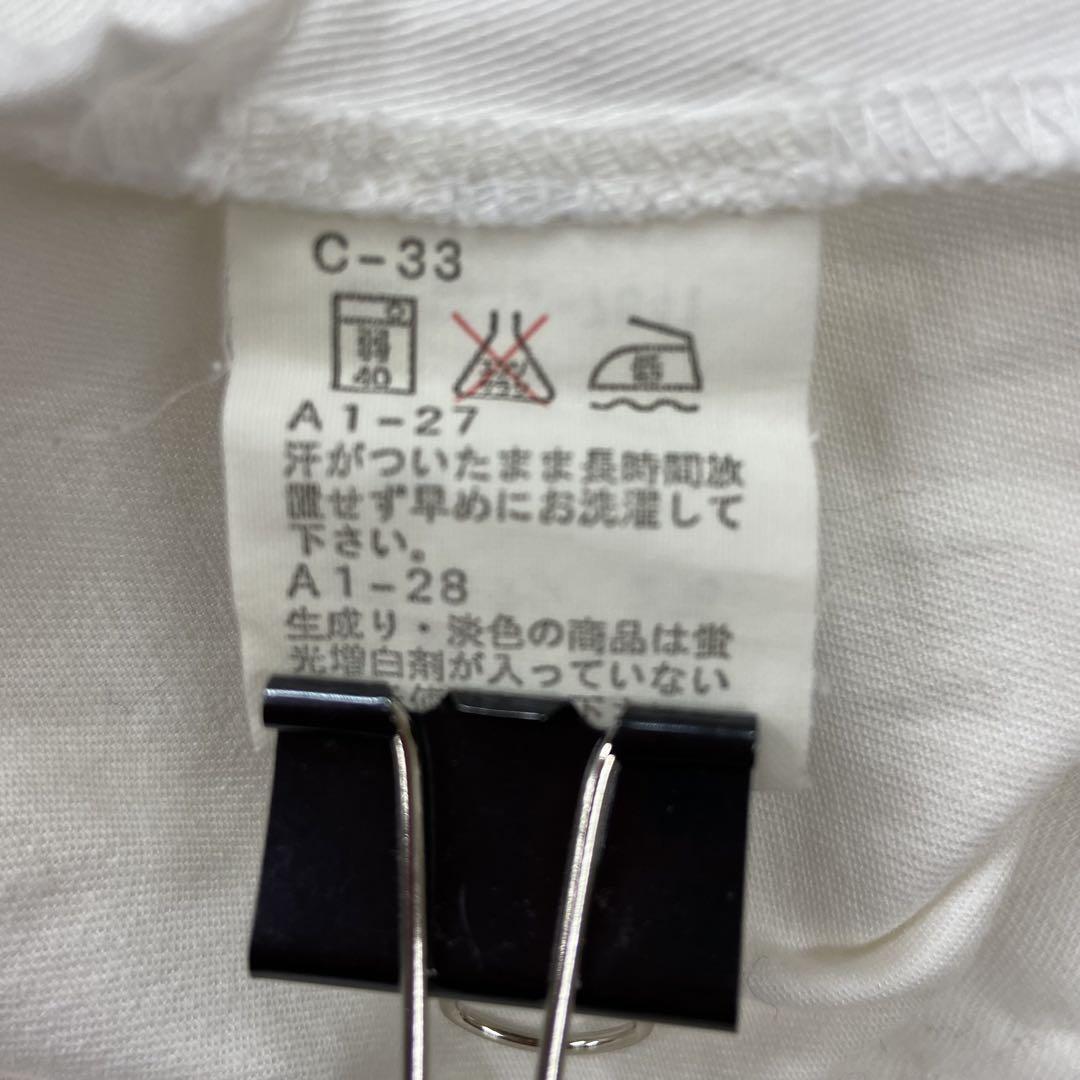 C-33
40
A1-27
汗がついたまま長時間放
置せず早めにお洗濯して
下さい。
A1-28
生成り・淡色の商品は蛍
光増白剤が入っていない